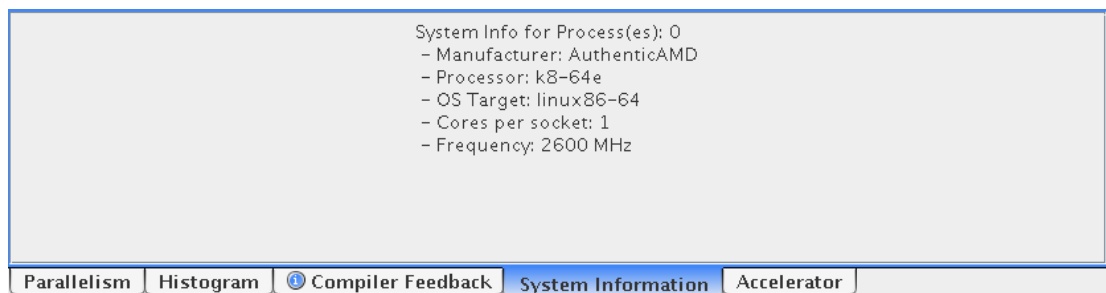 System Info for Process(es): 0
– Manufacturer: AuthenticAMD
– Processor: k8–64e
– OS Target: linux86–64
– Cores per socket: 1
– Frequency: 2600 MHz
Parallelism Histogram Compiler Feedback System Information Accelerator